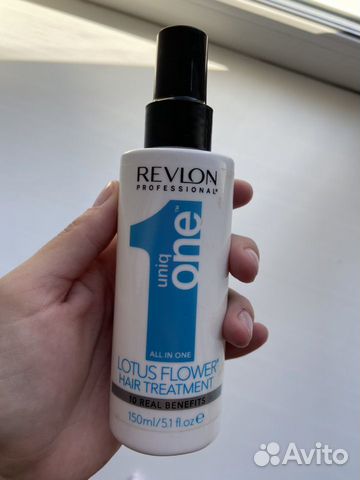 REVLON
PROFESSIONAL®
uniq one™
ALL IN ONE
LOTUS FLOWER*
HAIR TREATMENT
10 REAL BENEFITS
150ml/5.1 fl.oz e
Avito